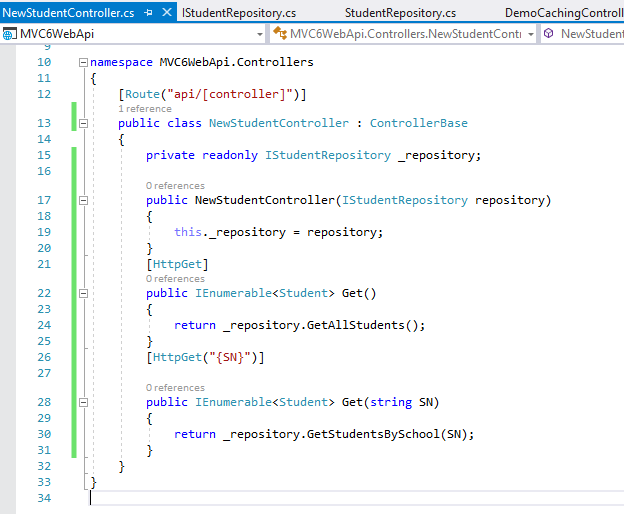 NewStudentController.cs IStudentRepository.cs StudentRepository.cs DemoCachingControll
MVC6WebApi MVC6WebApi.Controllers.NewStudentContr NewStudent
9
10 namespace MVC6WebApi.Controllers
11 {
12 [Route("api/[controller]")]
1 reference
13 public class NewStudentController : ControllerBase
14 {
15 private readonly IStudentRepository _repository;
16
0 references
17 public NewStudentController(IStudentRepository repository)
18 {
19 this._repository = repository;
20 }
21 [HttpGet]
0 references
22 public IEnumerable<Student> Get()
23 {
24 return _repository.GetAllStudents();
25 }
26 [HttpGet("{SN}")]
27
0 references
28 public IEnumerable<Student> Get(string SN)
29 {
30 return _repository.GetStudentsBySchool(SN);
31 }
32 }
33 }
34